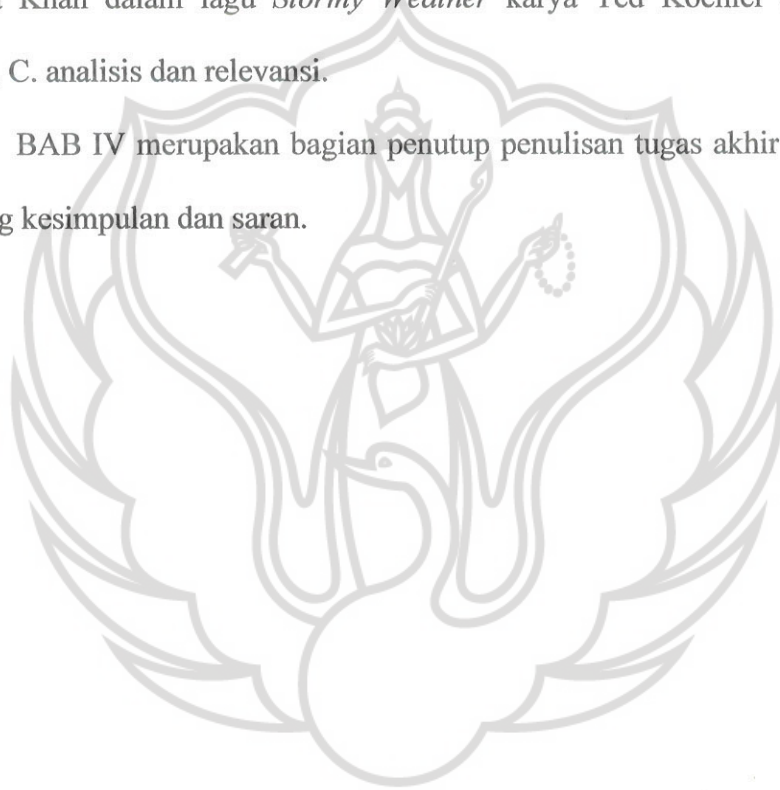 Khan dalam lagu Stormy Weather karya Ted Koehler
C. analisis dan relevansi.
BAB IV merupakan bagian penutup penulisan tugas akhir
kesimpulan dan saran.